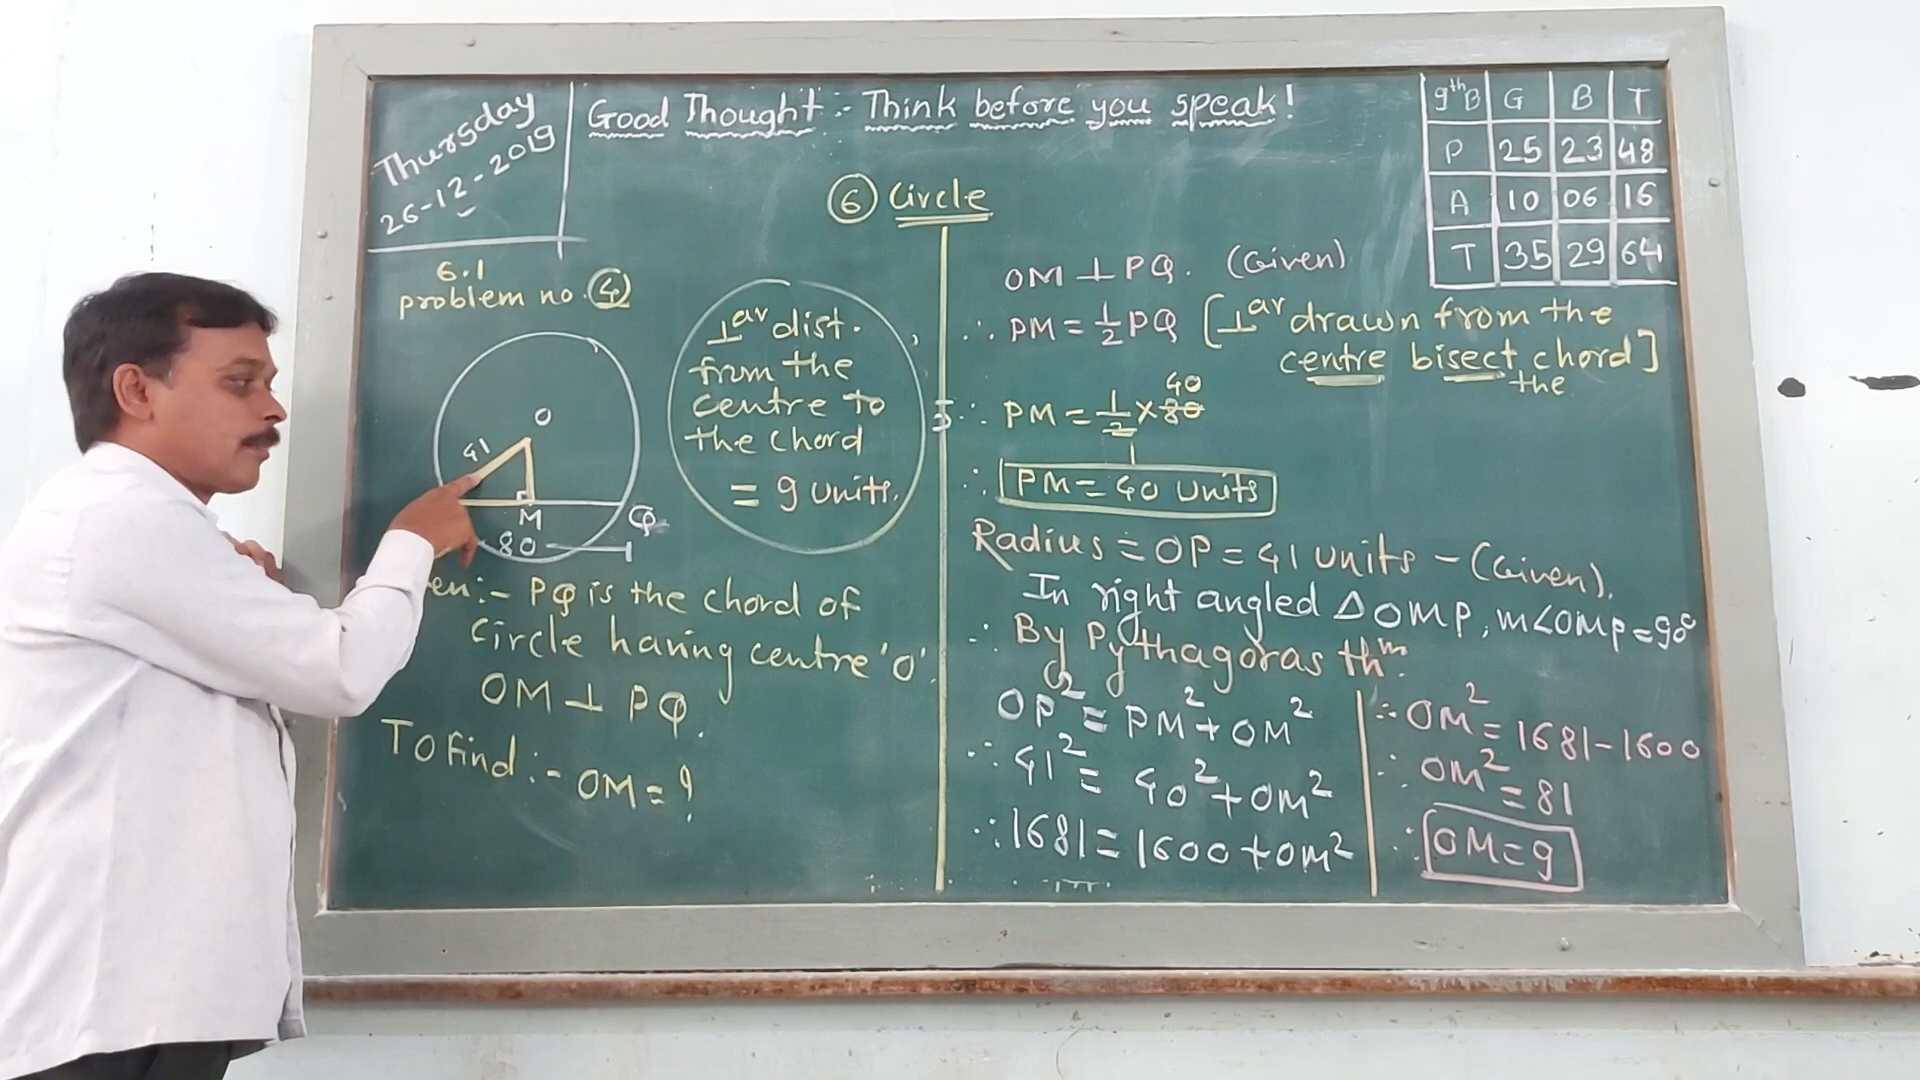 Thursday
26-12-2019
Good Thought :- Think before you speak!
9th B G B T
P 25 23 48
A 10 06 16
T 35 29 64
6 Circle
6.1
problem no. 4
O
41
M
Q
80
⊥ar dist.
from the
centre to
the chord
= 9 units.
en:- PQ is the chord of
circle having centre 'O'.
OM ⊥ PQ.
To Find :- OM = ?
OM ⊥ PQ. (Given)
∴ PM = 1/2 PQ [⊥ar drawn from the
centre bisect the chord]
∴ PM = 1/2 × 80 40
1
∴ PM = 40 units
Radius = OP = 41 units - (Given).
In right angled △OMP, m∠OMP = 90°
∴ By Pythagoras thm.
OP² = PM² + OM²
∴ 41² = 40² + OM²
∴ 1681 = 1600 + OM²
∴ OM² = 1681 - 1600
∴ OM² = 81
∴ OM = 9